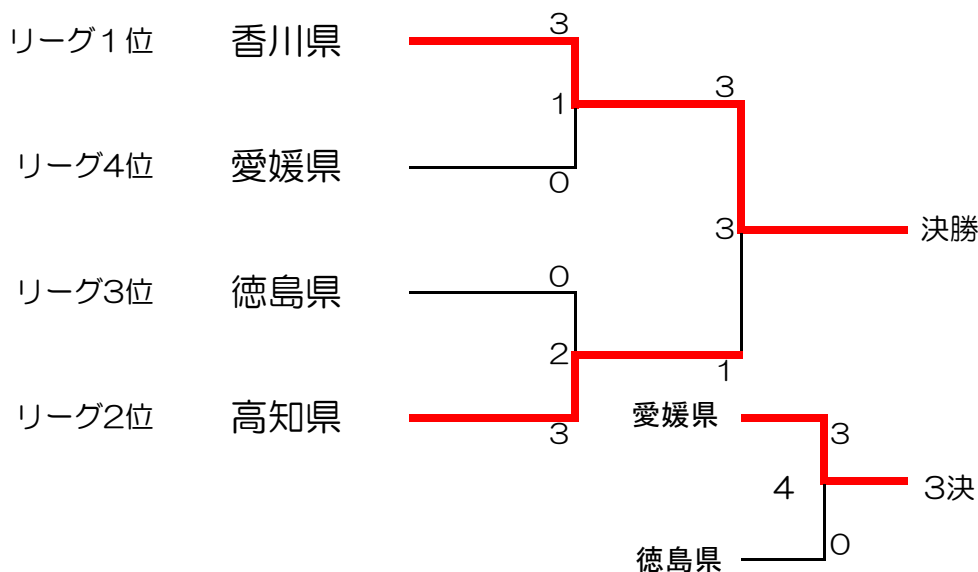 リーグ１位 香川県 3
1 3
リーグ4位 愛媛県 0
3 決勝
リーグ3位 徳島県 0
2 1
リーグ2位 高知県 3
愛媛県 3
4 3決
徳島県 0